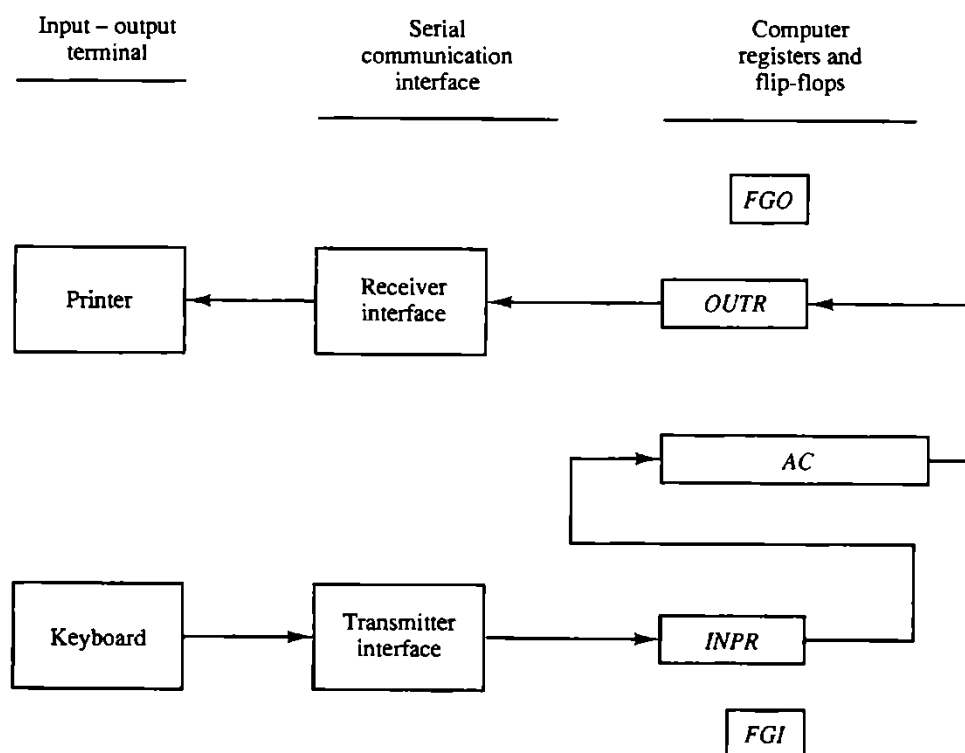 Input – output
terminal
Serial
communication
interface
Computer
registers and
flip-flops
FGO
Printer
Receiver
interface
OUTR
AC
Keyboard
Transmitter
interface
INPR
FGI